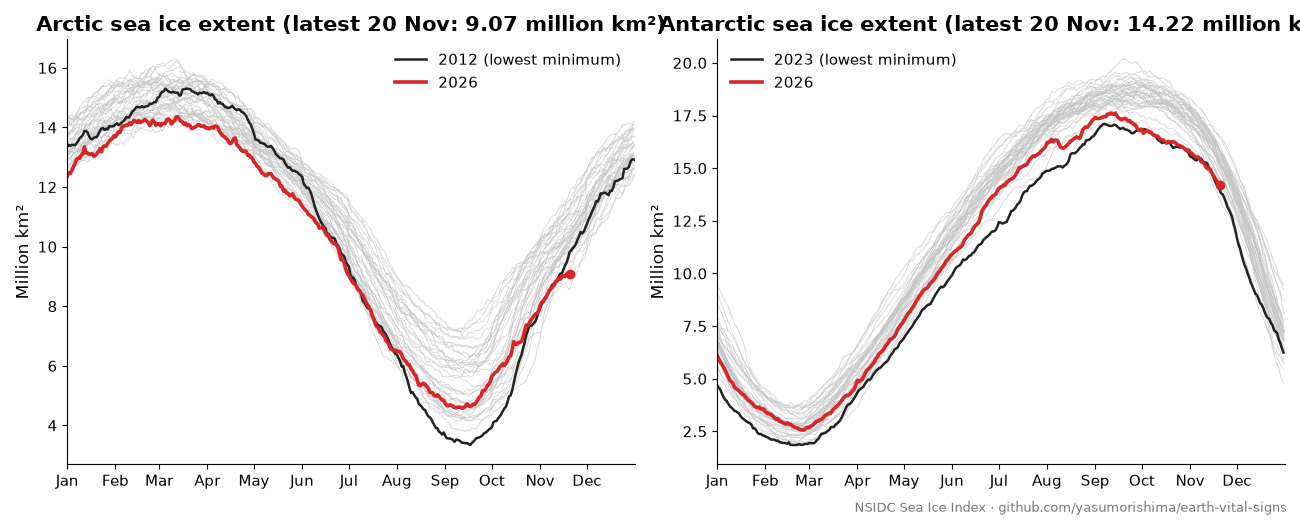 Arctic sea ice extent (latest 20 Nov: 9.07 million km²)
Antarctic sea ice extent (latest 20 Nov: 14.22 million k
2012 (lowest minimum)
2026
2023 (lowest minimum)
2026
Million km²
16
14
12
10
8
6
4
Jan Feb Mar Apr May Jun Jul Aug Sep Oct Nov Dec
Million km²
20.0
17.5
15.0
12.5
10.0
7.5
5.0
2.5
Jan Feb Mar Apr May Jun Jul Aug Sep Oct Nov Dec
NSIDC Sea Ice Index · github.com/yasumorishima/earth-vital-signs